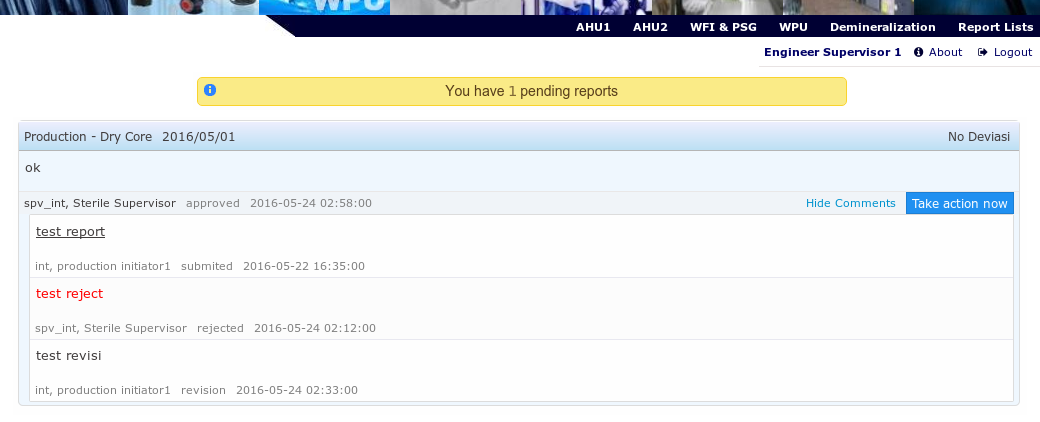 WPU
AHU1 AHU2 WFI & PSG WPU Demineralization Report Lists
Engineer Supervisor 1 About Logout
You have 1 pending reports
Production - Dry Core 2016/05/01 No Deviasi
ok
spv_int, Sterile Supervisor approved 2016-05-24 02:58:00 Hide Comments Take action now
test report
int, production initiator1 submited 2016-05-22 16:35:00
test reject
spv_int, Sterile Supervisor rejected 2016-05-24 02:12:00
test revisi
int, production initiator1 revision 2016-05-24 02:33:00